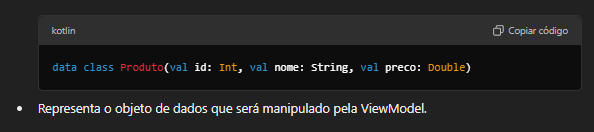 kotlin
Copiar código
data class Produto(val id: Int, val nome: String, val preco: Double)
• Representa o objeto de dados que será manipulado pela ViewModel.